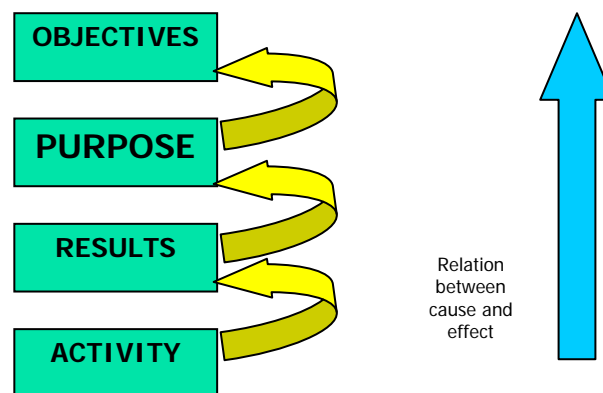 OBJECTIVES
PURPOSE
RESULTS
ACTIVITY
Relation
between
cause and
effect